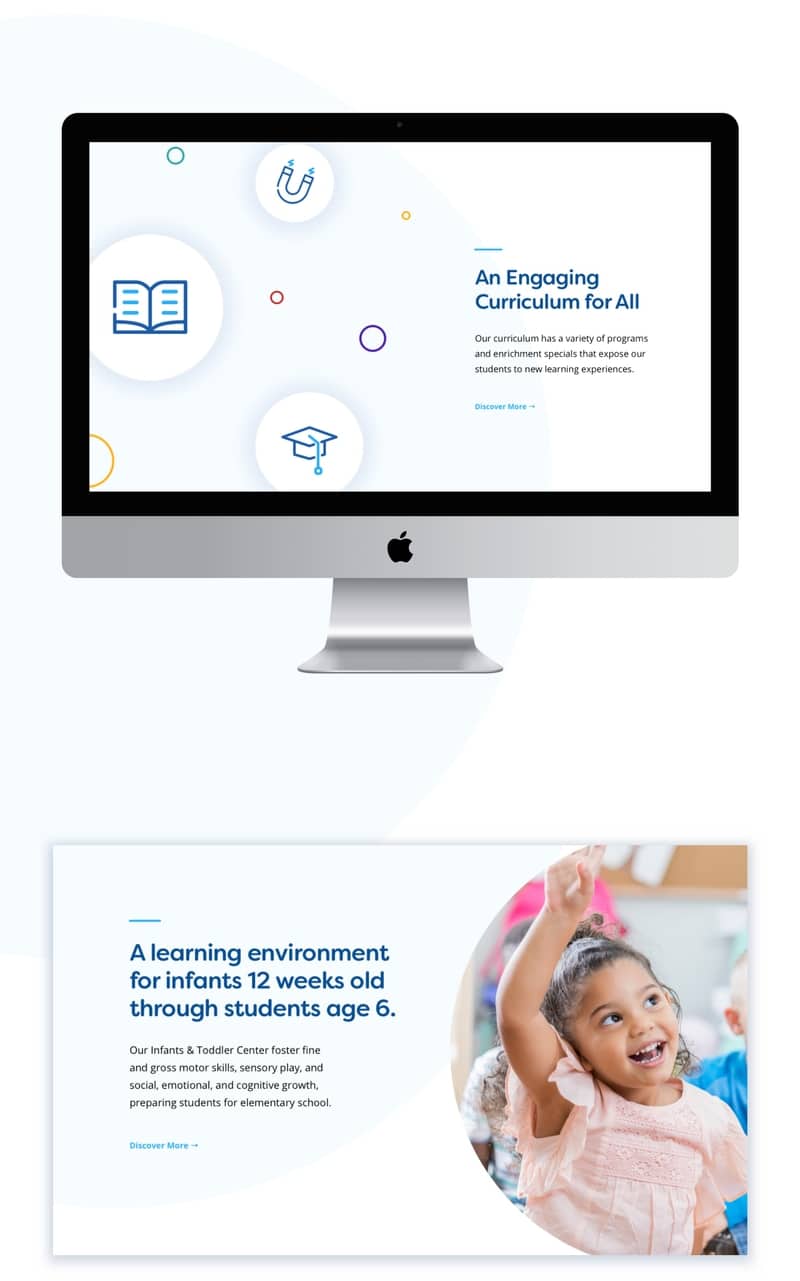 An Engaging
Curriculum for All
Our curriculum has a variety of programs
and enrichment specials that expose our
students to new learning experiences.
Discover More →
A learning environment
for infants 12 weeks old
through students age 6.
Our Infants & Toddler Center foster fine
and gross motor skills, sensory play, and
social, emotional, and cognitive growth,
preparing students for elementary school.
Discover More →